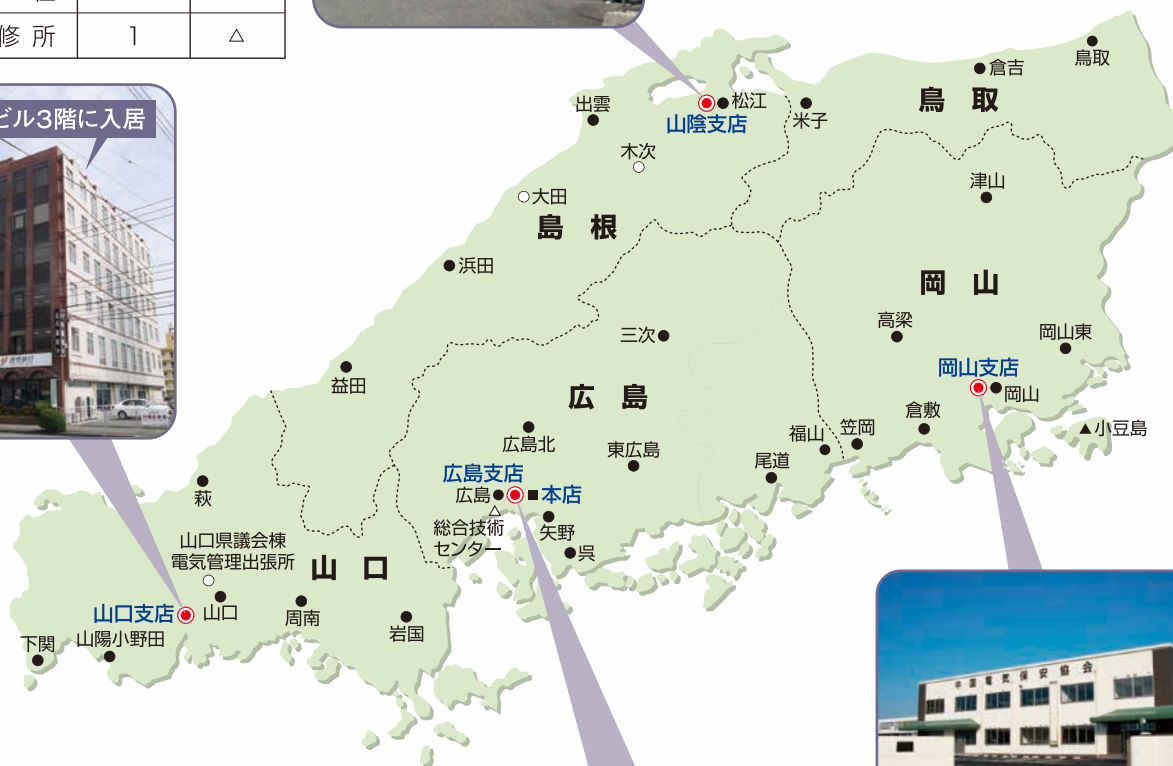 修 所
1
△
ビル3階に入居
鳥取
倉吉
鳥 取
出雲
松江
山陰支店
米子
木次
大田
島 根
津山
浜田
岡 山
高梁
三次
岡山東
益田
岡山支店
岡山
広 島
倉敷
小豆島
広島北
福山
笠岡
東広島
尾道
広島支店
広島
本店
萩
総合技術
センター
矢野
呉
山口県議会棟
電気管理出張所
山 口
山口支店
山口
周南
岩国
下関
山陽小野田
中国電気保安協会